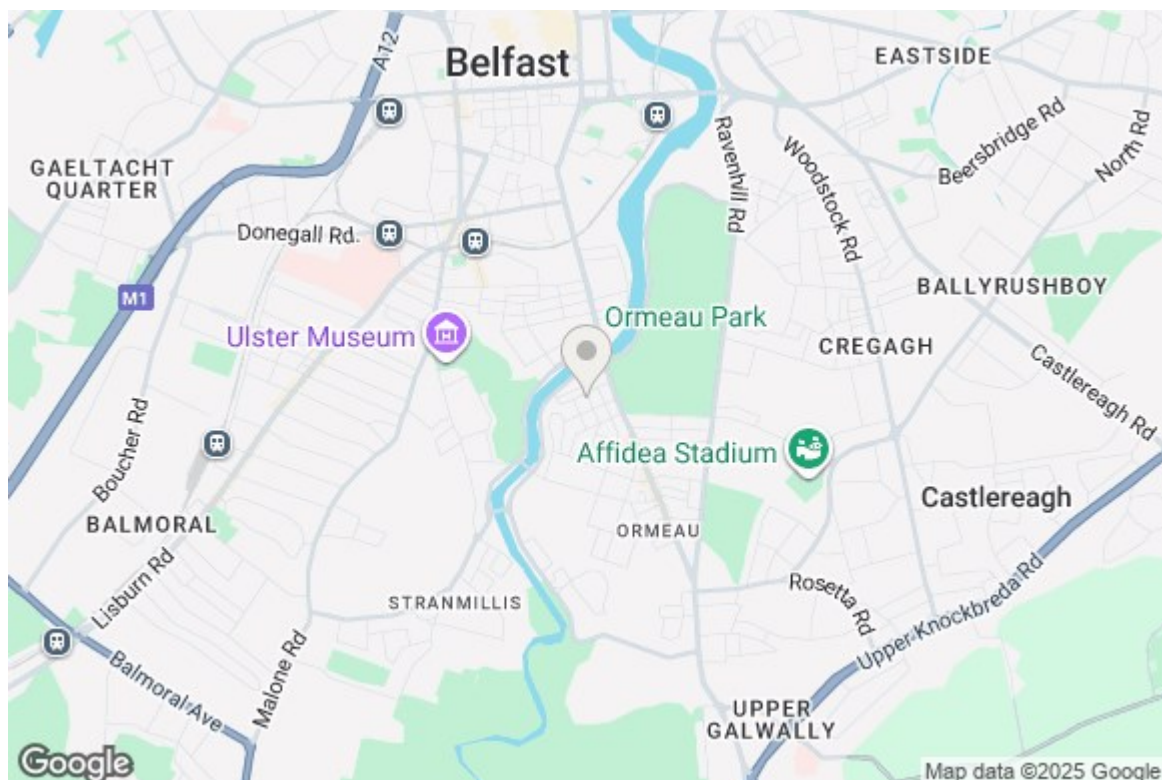 A12
Belfast
EASTSIDE
GAELTACHT
QUARTER
Ravenhill Rd
Woodstock Rd
Beersbridge Rd
North Rd
Donegall Rd.
M1
BALLYRUSHBOY
Ulster Museum
Ormeau Park
CREGAGH
Castlereagh Rd
Boucher Rd
Affidea Stadium
BALMORAL
Castlereagh
ORMEAU
Lisburn Rd
STRANMILLIS
Rosetta Rd
Upper Knockbreda Rd
Malone Rd
Balmoral Ave
UPPER
GALWALLY
Google
Map data ©2025 Google